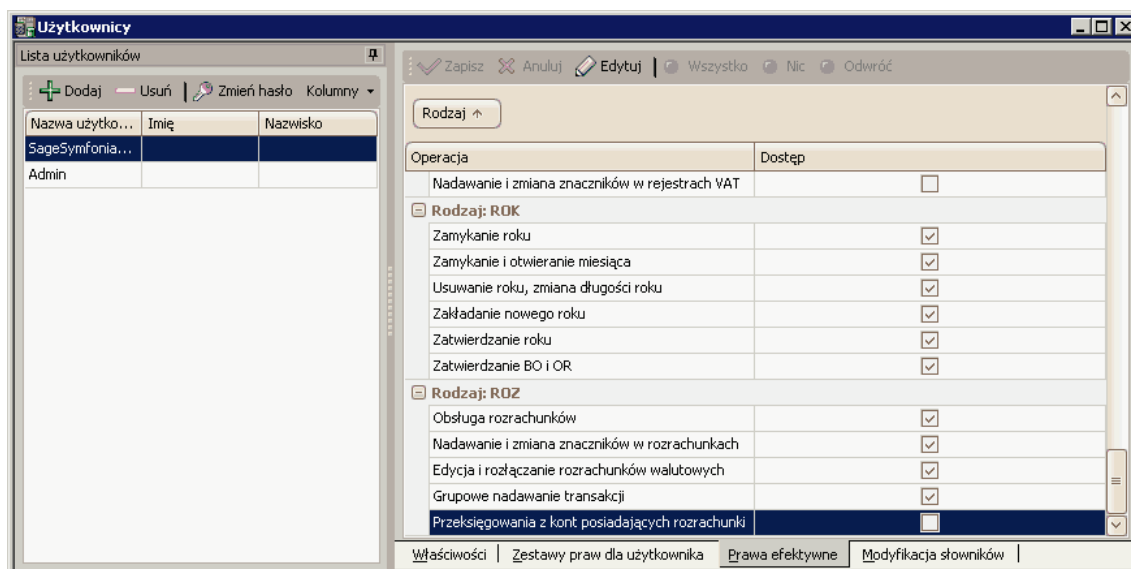 Użytkownicy
Lista użytkowników
Dodaj Usuń Zmień hasło Kolumny
Nazwa użytko... Imię Nazwisko
SageSymfonia...
Admin
Zapisz Anuluj Edytuj Wszystko Nic Odwróć
Rodzaj
Operacja Dostęp
Nadawanie i zmiana znaczników w rejestrach VAT
Rodzaj: ROK
Zamykanie roku
Zamykanie i otwieranie miesiąca
Usuwanie roku, zmiana długości roku
Zakładanie nowego roku
Zatwierdzanie roku
Zatwierdzanie BO i OR
Rodzaj: ROZ
Obsługa rozrachunków
Nadawanie i zmiana znaczników w rozrachunkach
Edycja i rozłączanie rozrachunków walutowych
Grupowe nadawanie transakcji
Przeksięgowania z kont posiadających rozrachunki
Właściwości Zestawy praw dla użytkownika Prawa efektywne Modyfikacja słowników